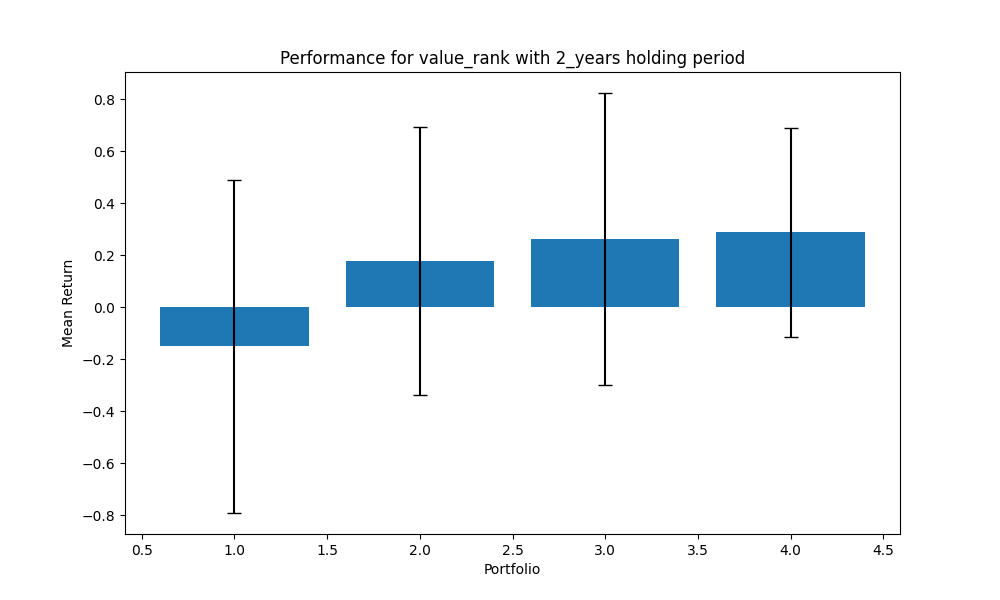 Performance for value_rank with 2_years holding period
Mean Return
0.8
0.6
0.4
0.2
0.0
−0.2
−0.4
−0.6
−0.8
0.5 1.0 1.5 2.0 2.5 3.0 3.5 4.0 4.5
Portfolio